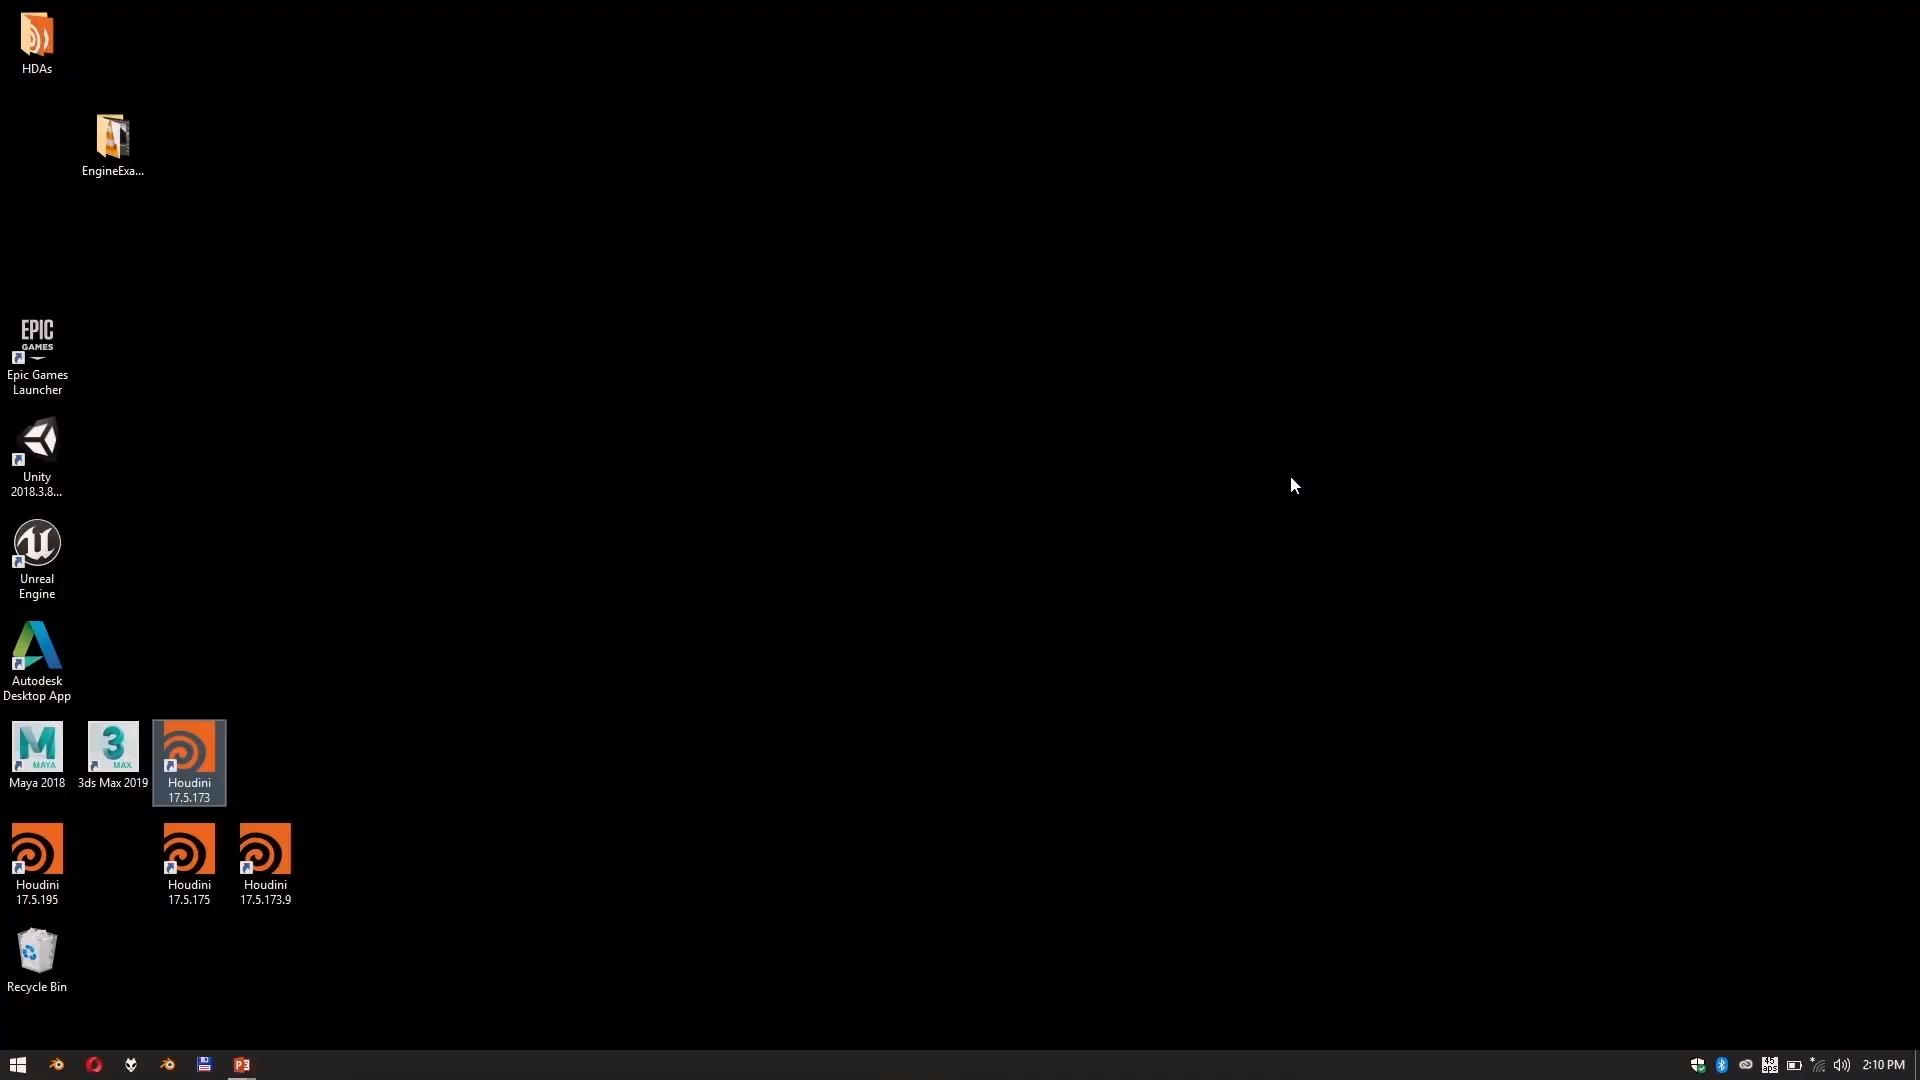 HDAs
EngineExa...
EPIC
GAMES
Epic Games
Launcher
Unity
2018.3.8...
Unreal
Engine
Autodesk
Desktop App
M
MAYA
Maya 2018
3
MAX
3ds Max 2019
Houdini
17.5.173
Houdini
17.5.195
Houdini
17.5.175
Houdini
17.5.173.9
Recycle Bin
45
aps
2:10 PM